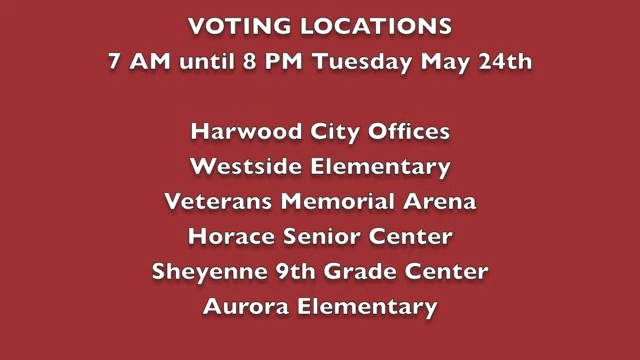 VOTING LOCATIONS
7 AM until 8 PM Tuesday May 24th
Harwood City Offices
Westside Elementary
Veterans Memorial Arena
Horace Senior Center
Sheyenne 9th Grade Center
Aurora Elementary